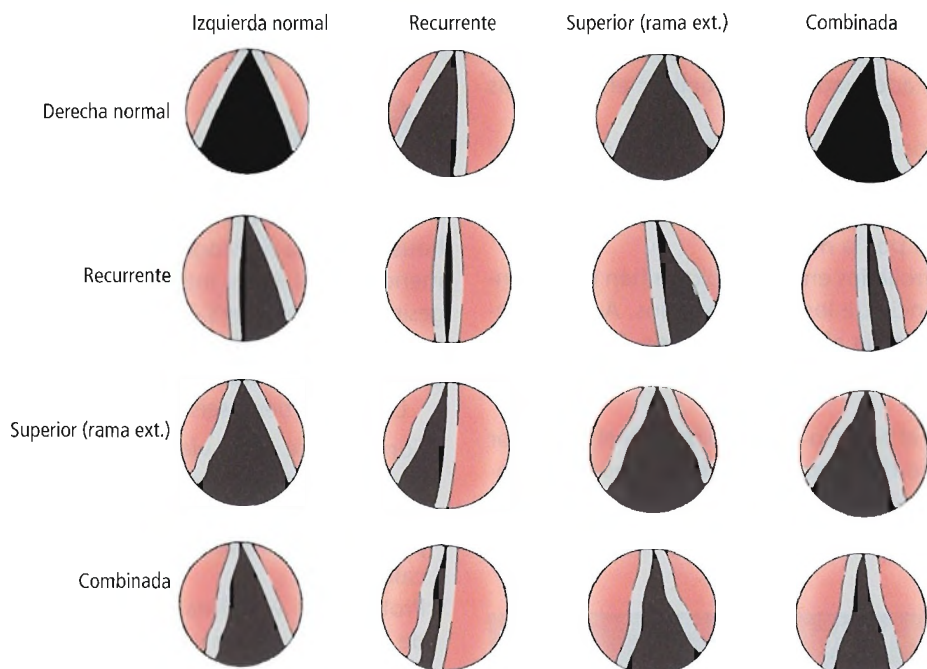 Izquierda normal Recurrente Superior (rama ext.) Combinada
Derecha normal
Recurrente
Superior (rama ext.)
Combinada